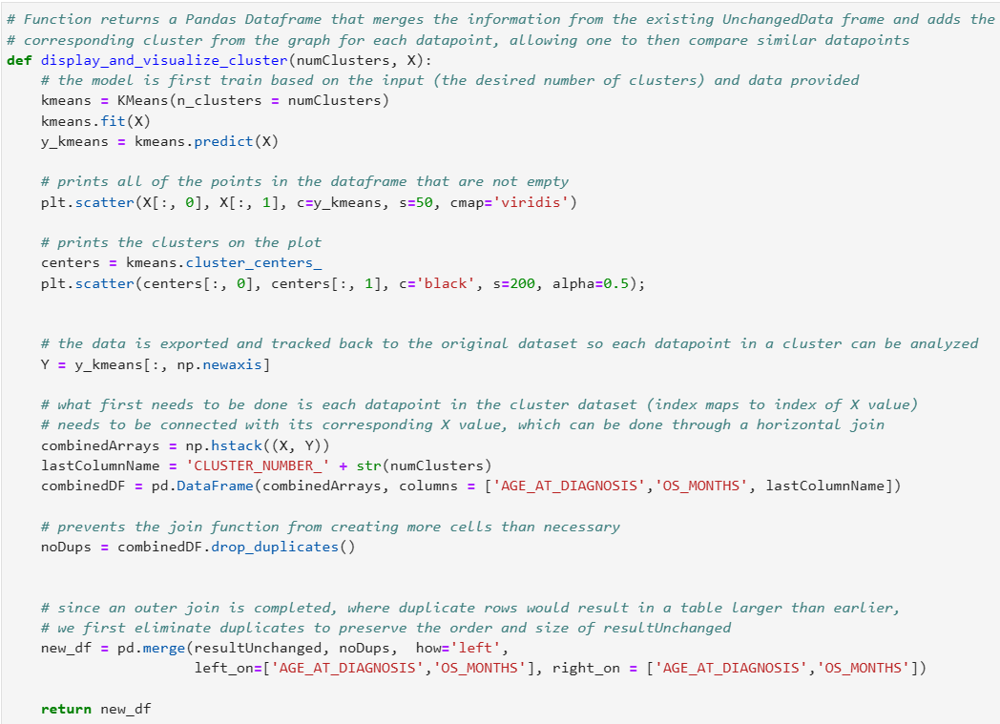 # Function returns a Pandas Dataframe that merges the information from the existing UnchangedData frame and adds the
# corresponding cluster from the graph for each datapoint, allowing one to then compare similar datapoints
def display_and_visualize_cluster(numClusters, X):
    # the model is first train based on the input (the desired number of clusters) and data provided
    kmeans = KMeans(n_clusters = numClusters)
    kmeans.fit(X)
    y_kmeans = kmeans.predict(X)

    # prints all of the points in the dataframe that are not empty
    plt.scatter(X[:, 0], X[:, 1], c=y_kmeans, s=50, cmap='viridis')

    # prints the clusters on the plot
    centers = kmeans.cluster_centers_
    plt.scatter(centers[:, 0], centers[:, 1], c='black', s=200, alpha=0.5);


    # the data is exported and tracked back to the original dataset so each datapoint in a cluster can be analyzed
    Y = y_kmeans[:, np.newaxis]

    # what first needs to be done is each datapoint in the cluster dataset (index maps to index of X value)
    # needs to be connected with its corresponding X value, which can be done through a horizontal join
    combinedArrays = np.hstack((X, Y))
    lastColumnName = 'CLUSTER_NUMBER_' + str(numClusters)
    combinedDF = pd.DataFrame(combinedArrays, columns = ['AGE_AT_DIAGNOSIS','OS_MONTHS', lastColumnName])

    # prevents the join function from creating more cells than necessary
    noDups = combinedDF.drop_duplicates()


    # since an outer join is completed, where duplicate rows would result in a table larger than earlier,
    # we first eliminate duplicates to preserve the order and size of resultUnchanged
    new_df = pd.merge(resultUnchanged, noDups,  how='left',
                      left_on=['AGE_AT_DIAGNOSIS','OS_MONTHS'], right_on = ['AGE_AT_DIAGNOSIS','OS_MONTHS'])

    return new_df